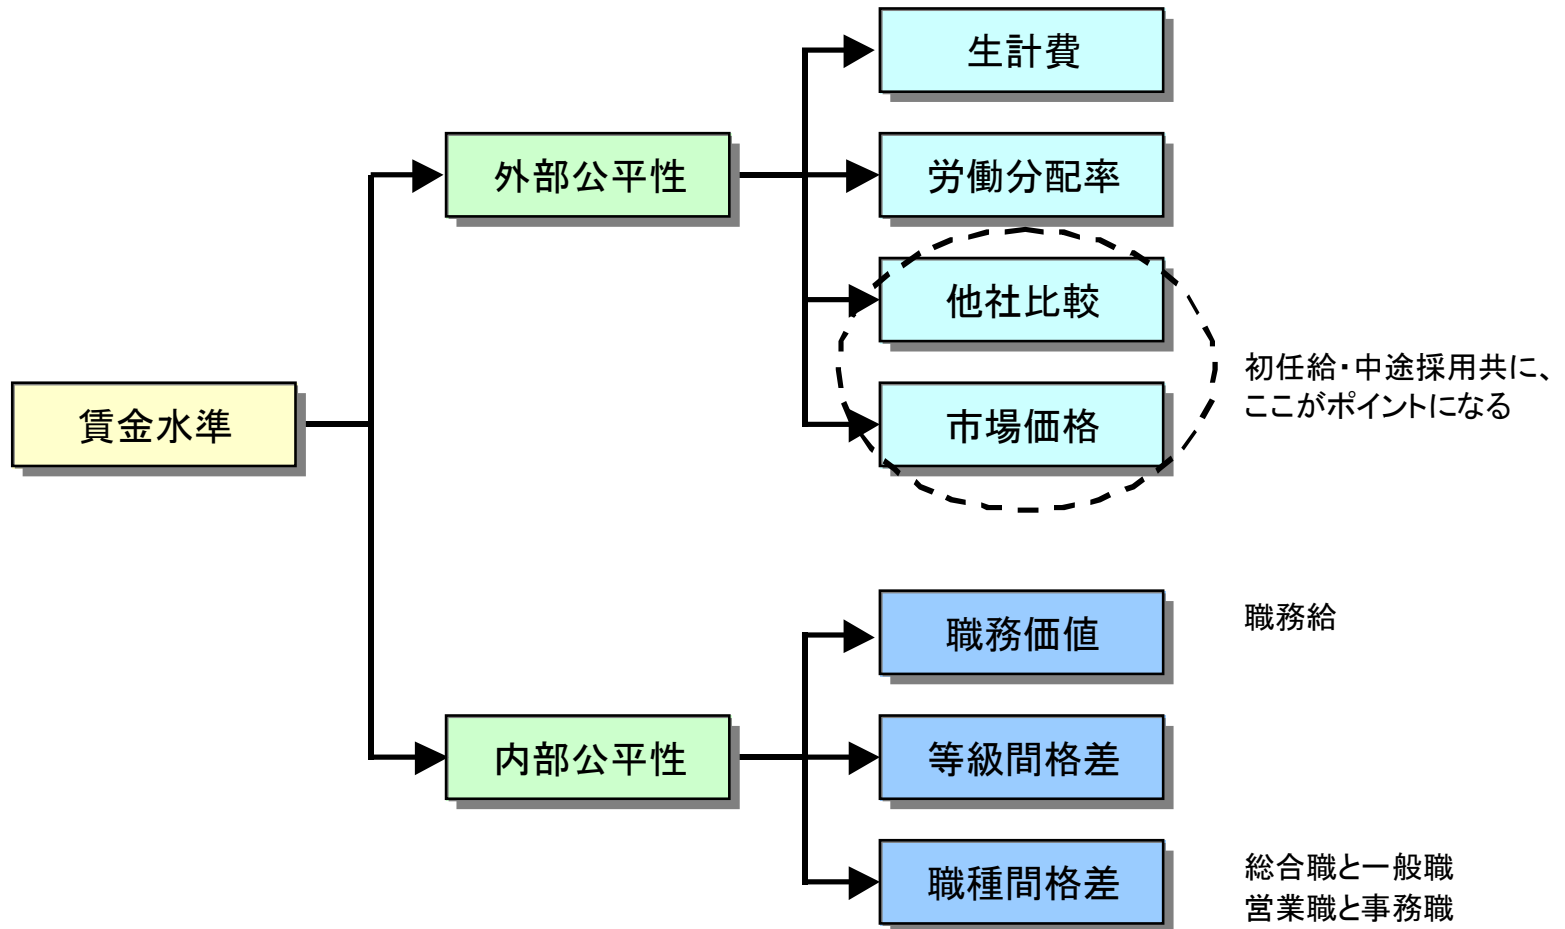 生計費
外部公平性
労働分配率
他社比較
初任給・中途採用共に、
ここがポイントになる
賃金水準
市場価格
職務価値
職務給
内部公平性
等級間格差
職種間格差
総合職と一般職
営業職と事務職